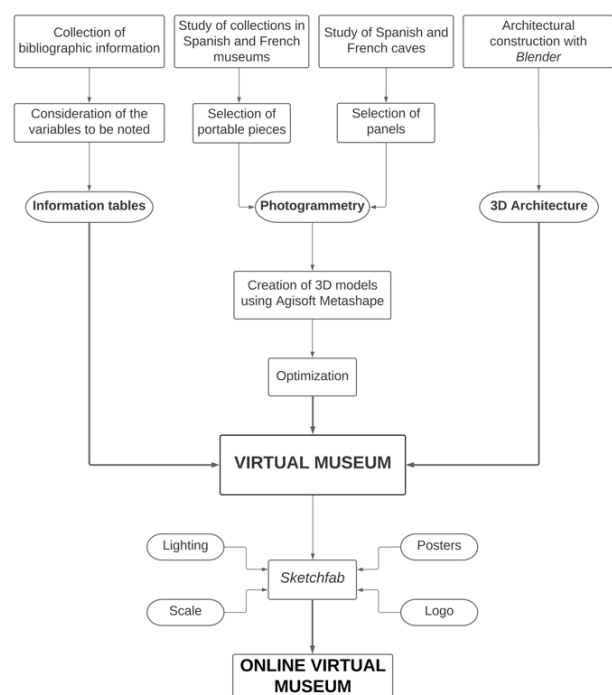 Collection of
bibliographic information
Study of collections in
Spanish and French
museums
Study of Spanish and
French caves
Architectural
construction with
Blender
Consideration of the
variables to be noted
Selection of
portable pieces
Selection of
panels
Information tables
Photogrammetry
3D Architecture
Creation of 3D models
using Agisoft Metashape
Optimization
VIRTUAL MUSEUM
Lighting
Posters
Sketchfab
Scale
Logo
ONLINE VIRTUAL
MUSEUM